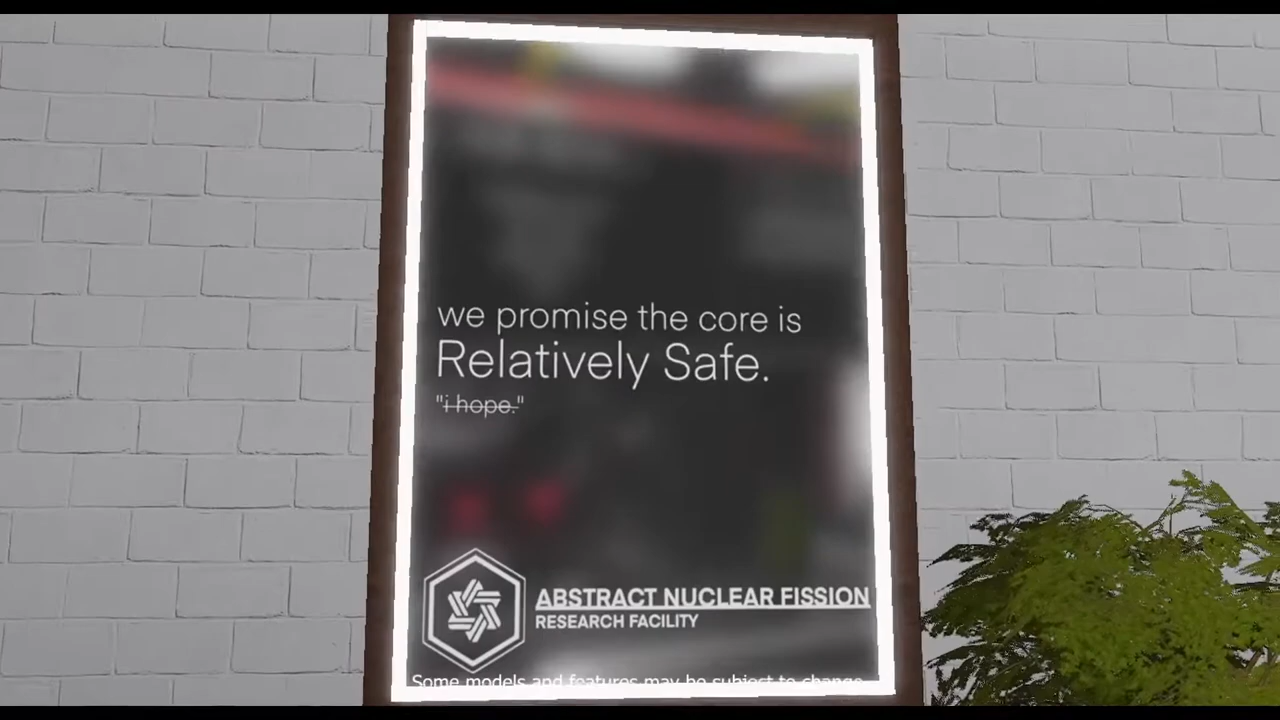 we promise the core is
Relatively Safe.
"i hope."
ABSTRACT NUCLEAR FISSION
RESEARCH FACILITY
Some models and features may be subject to change.